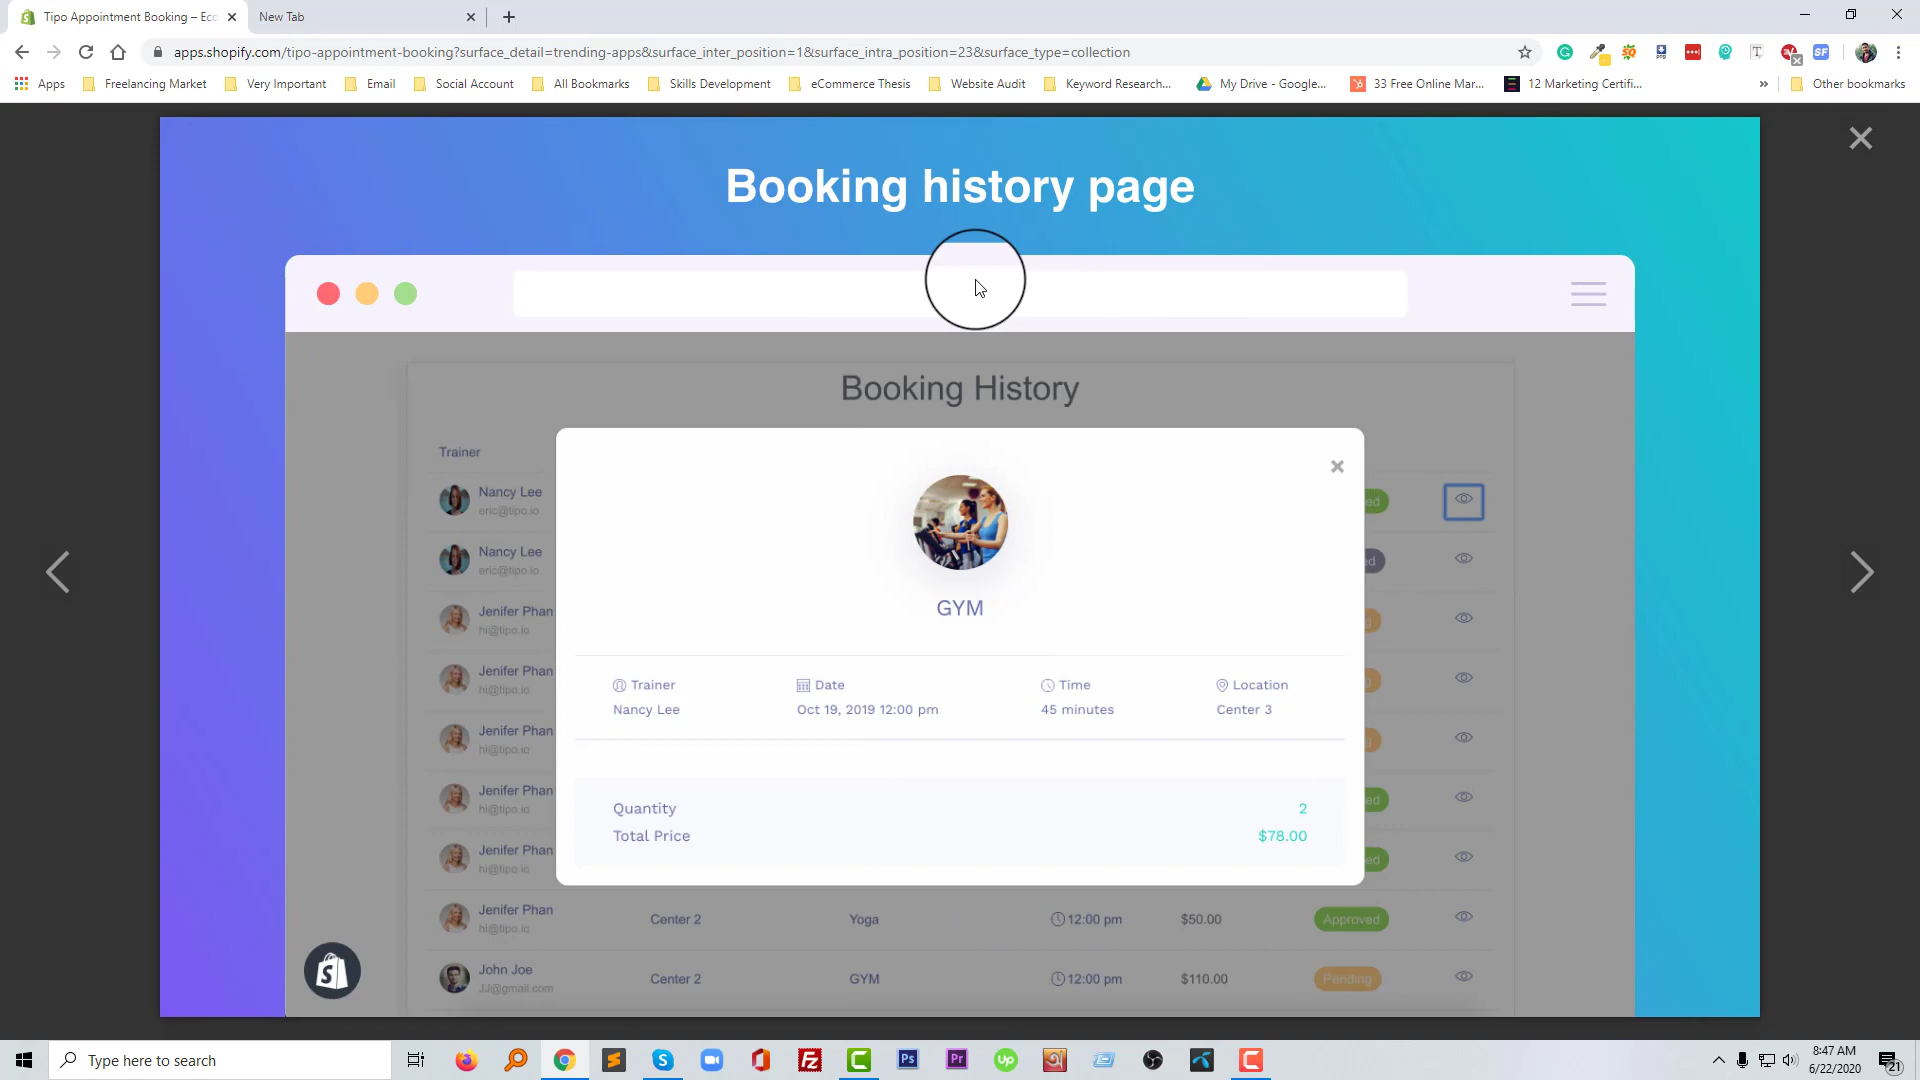 Tipo Appointment Booking – Eco
New Tab
apps.shopify.com/tipo-appointment-booking?surface_detail=trending-apps&surface_inter_position=1&surface_intra_position=23&surface_type=collection
Apps
Freelancing Market
Very Important
Email
Social Account
All Bookmarks
Skills Development
eCommerce Thesis
Website Audit
Keyword Research...
My Drive - Google...
33 Free Online Mar...
12 Marketing Certifi...
Other bookmarks
Booking history page
Booking History
Trainer
Nancy Lee
eric@tipo.io
Nancy Lee
eric@tipo.io
Jenifer Phan
hi@tipo.io
Jenifer Phan
hi@tipo.io
Jenifer Phan
hi@tipo.io
Jenifer Phan
hi@tipo.io
Jenifer Phan
hi@tipo.io
GYM
Trainer
Date
Time
Location
Nancy Lee
Oct 19, 2019 12:00 pm
45 minutes
Center 3
Quantity 2
Total Price $78.00
ed
ed
g
ed
ed
Jenifer Phan
hi@tipo.io
Center 2
Yoga
12:00 pm
$50.00
Approved
John Joe
JJ@gmail.com
Center 2
GYM
12:00 pm
$110.00
Pending
Type here to search
8:47 AM
6/22/2020
21